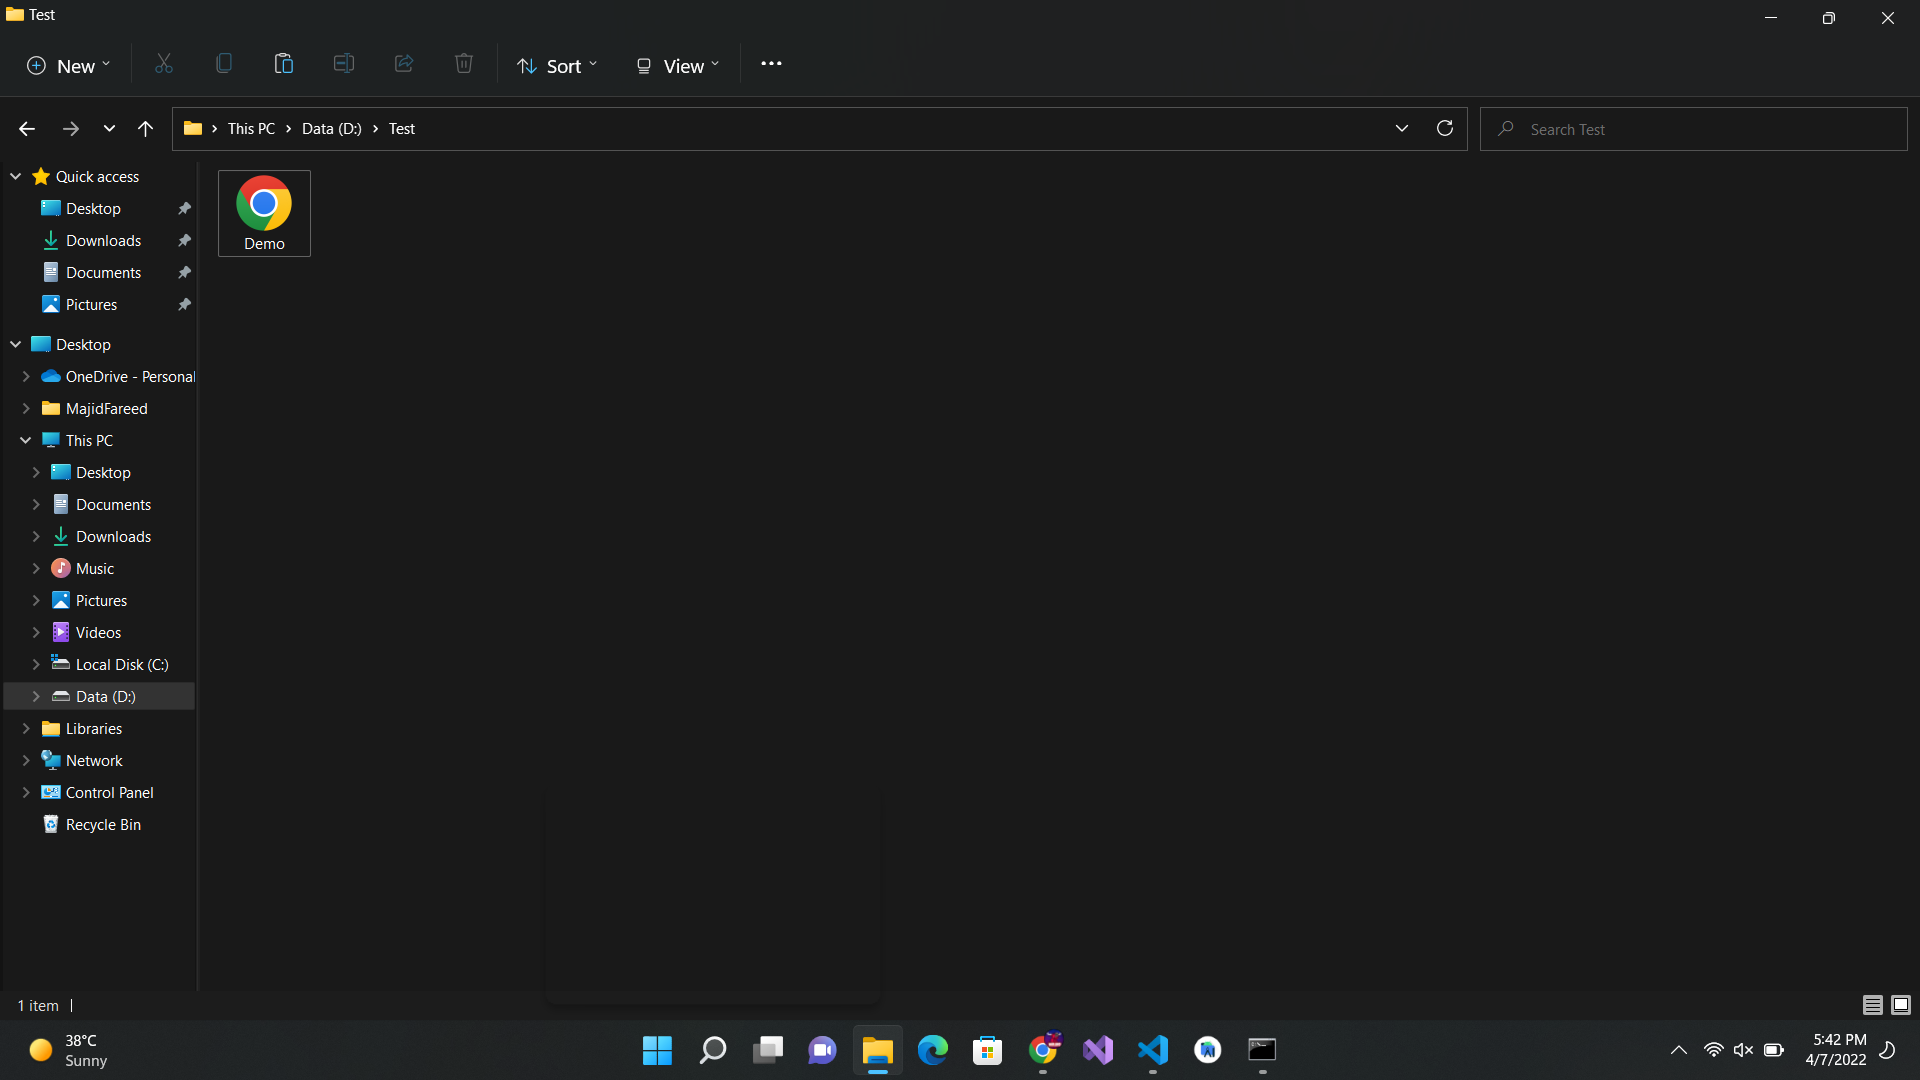 Test
New
Sort
View
This PC
Data (D:)
Test
Search Test
Quick access
Desktop
Downloads
Documents
Pictures
Desktop
OneDrive - Personal
MajidFareed
This PC
Desktop
Documents
Downloads
Music
Pictures
Videos
Local Disk (C:)
Data (D:)
Libraries
Network
Control Panel
Recycle Bin
Demo
1 item
38°C
Sunny
5:42 PM
4/7/2022